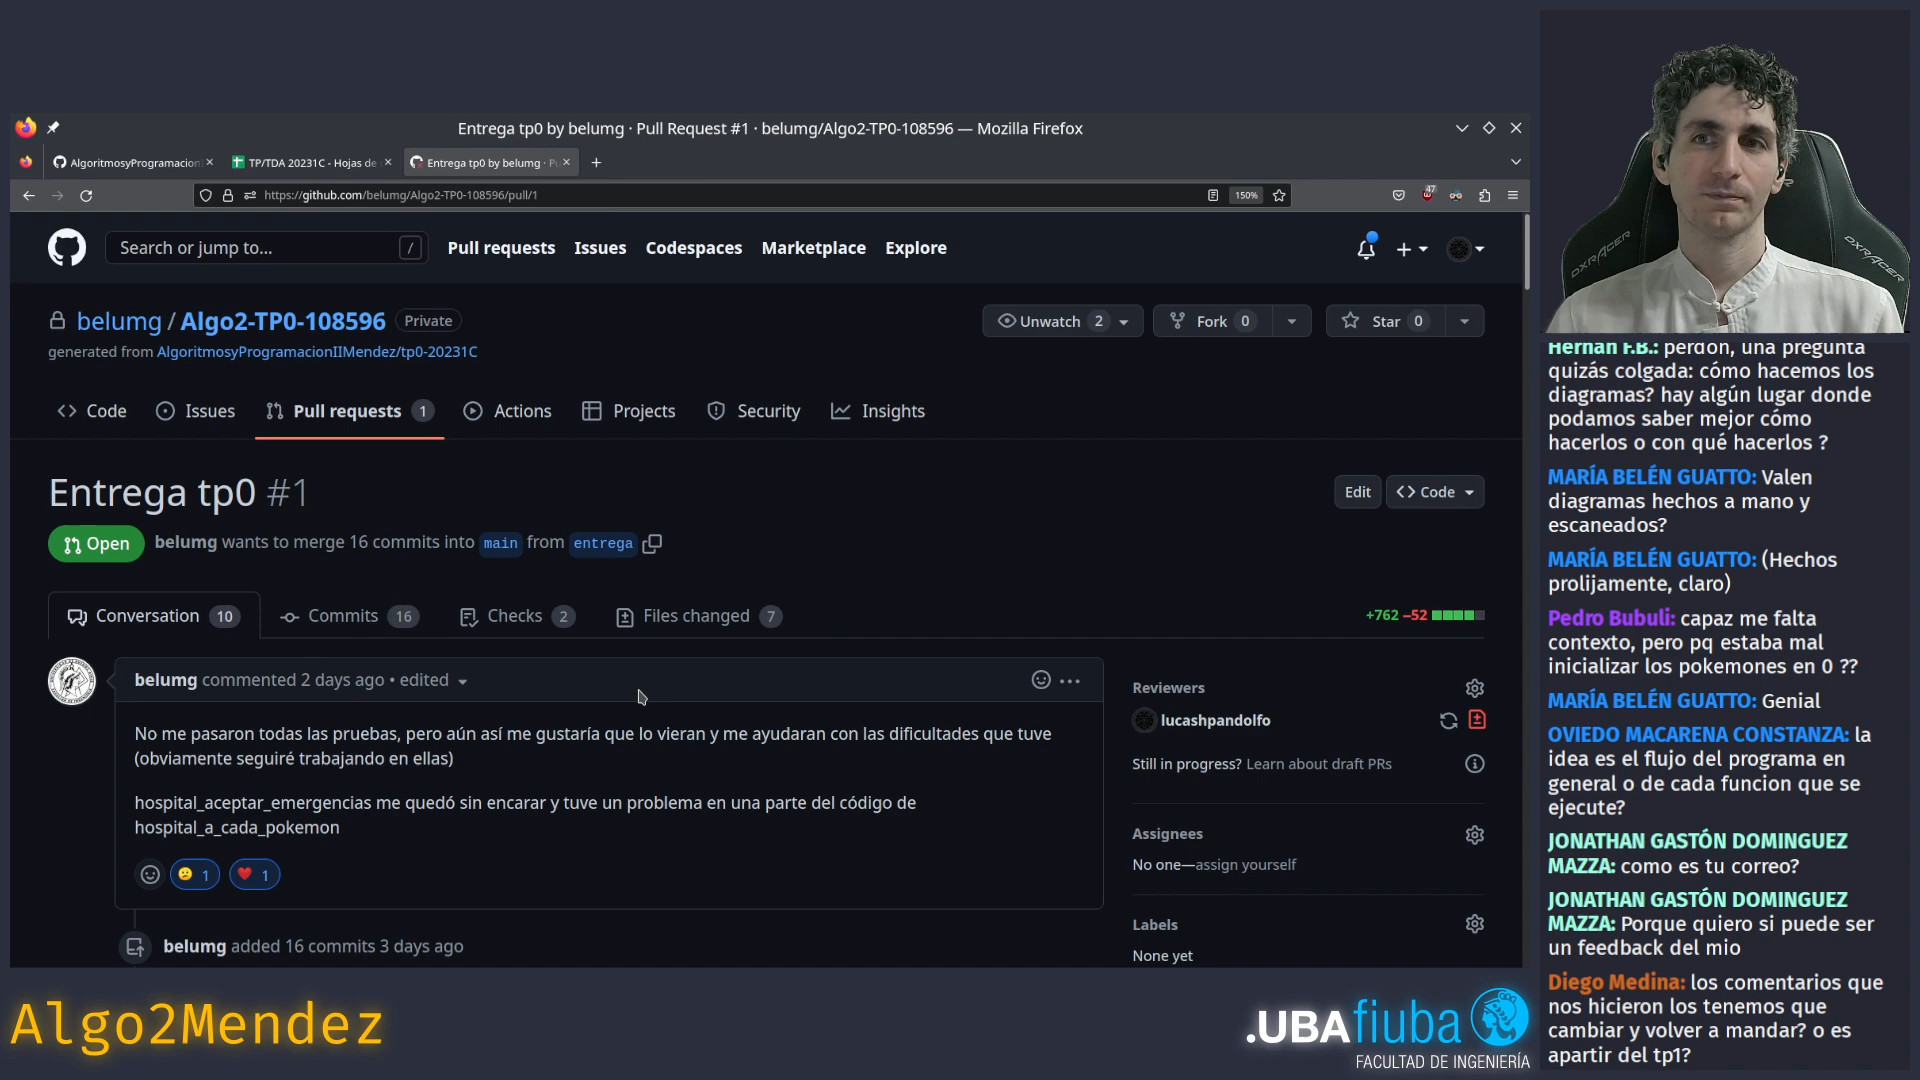 Entrega tp0 by belumg · Pull Request #1 · belumg/Algo2-TP0-108596 — Mozilla Firefox
AlgoritmosyProgramacionI
TP/TDA 20231C - Hojas de
Entrega tp0 by belumg · Pu
https://github.com/belumg/Algo2-TP0-108596/pull/1
150%
47
Search or jump to...
/
Pull requests
Issues
Codespaces
Marketplace
Explore
belumg / Algo2-TP0-108596
Private
generated from AlgoritmosyProgramacionIIMendez/tp0-20231C
Unwatch 2
Fork 0
Star 0
Code
Issues
Pull requests 1
Actions
Projects
Security
Insights
Entrega tp0 #1
Edit
Code
Open
belumg wants to merge 16 commits into main from entrega
Conversation 10
Commits 16
Checks 2
Files changed 7
+762 −52
belumg commented 2 days ago • edited
No me pasaron todas las pruebas, pero aún así me gustaría que lo vieran y me ayudaran con las dificultades que tuve
(obviamente seguiré trabajando en ellas)
hospital_aceptar_emergencias me quedó sin encarar y tuve un problema en una parte del código de
hospital_a_cada_pokemon
1
1
belumg added 16 commits 3 days ago
Reviewers
lucashpandolfo
Still in progress? Learn about draft PRs
Assignees
No one—assign yourself
Labels
None yet
DXRACER
DXRACER
Hernán F.B.: perdón, una pregunta
quizás colgada: cómo hacemos los
diagramas? hay algún lugar donde
podamos saber mejor cómo
hacerlos o con qué hacerlos ?
MARÍA BELÉN GUATTO: Valen
diagramas hechos a mano y
escaneados?
MARÍA BELÉN GUATTO: (Hechos
prolijamente, claro)
Pedro Bubuli: capaz me falta
contexto, pero pq estaba mal
inicializar los pokemones en 0 ??
MARÍA BELÉN GUATTO: Genial
OVIEDO MACARENA CONSTANZA: la
idea es el flujo del programa en
general o de cada funcion que se
ejecute?
JONATHAN GASTÓN DOMINGUEZ
MAZZA: como es tu correo?
JONATHAN GASTÓN DOMINGUEZ
MAZZA: Porque quiero si puede ser
un feedback del mio
Diego Medina: los comentarios que
nos hicieron los tenemos que
cambiar y volver a mandar? o es
apartir del tp1?
Algo2Mendez
.UBAfiuba
FACULTAD DE INGENIERÍA